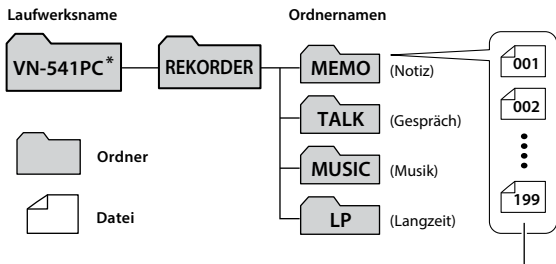 Laufwerksname
Ordnernamen
VN-541PC*
REKORDER
MEMO (Notiz)
TALK (Gespräch)
MUSIC (Musik)
LP (Langzeit)
001
002
199
Ordner
Datei